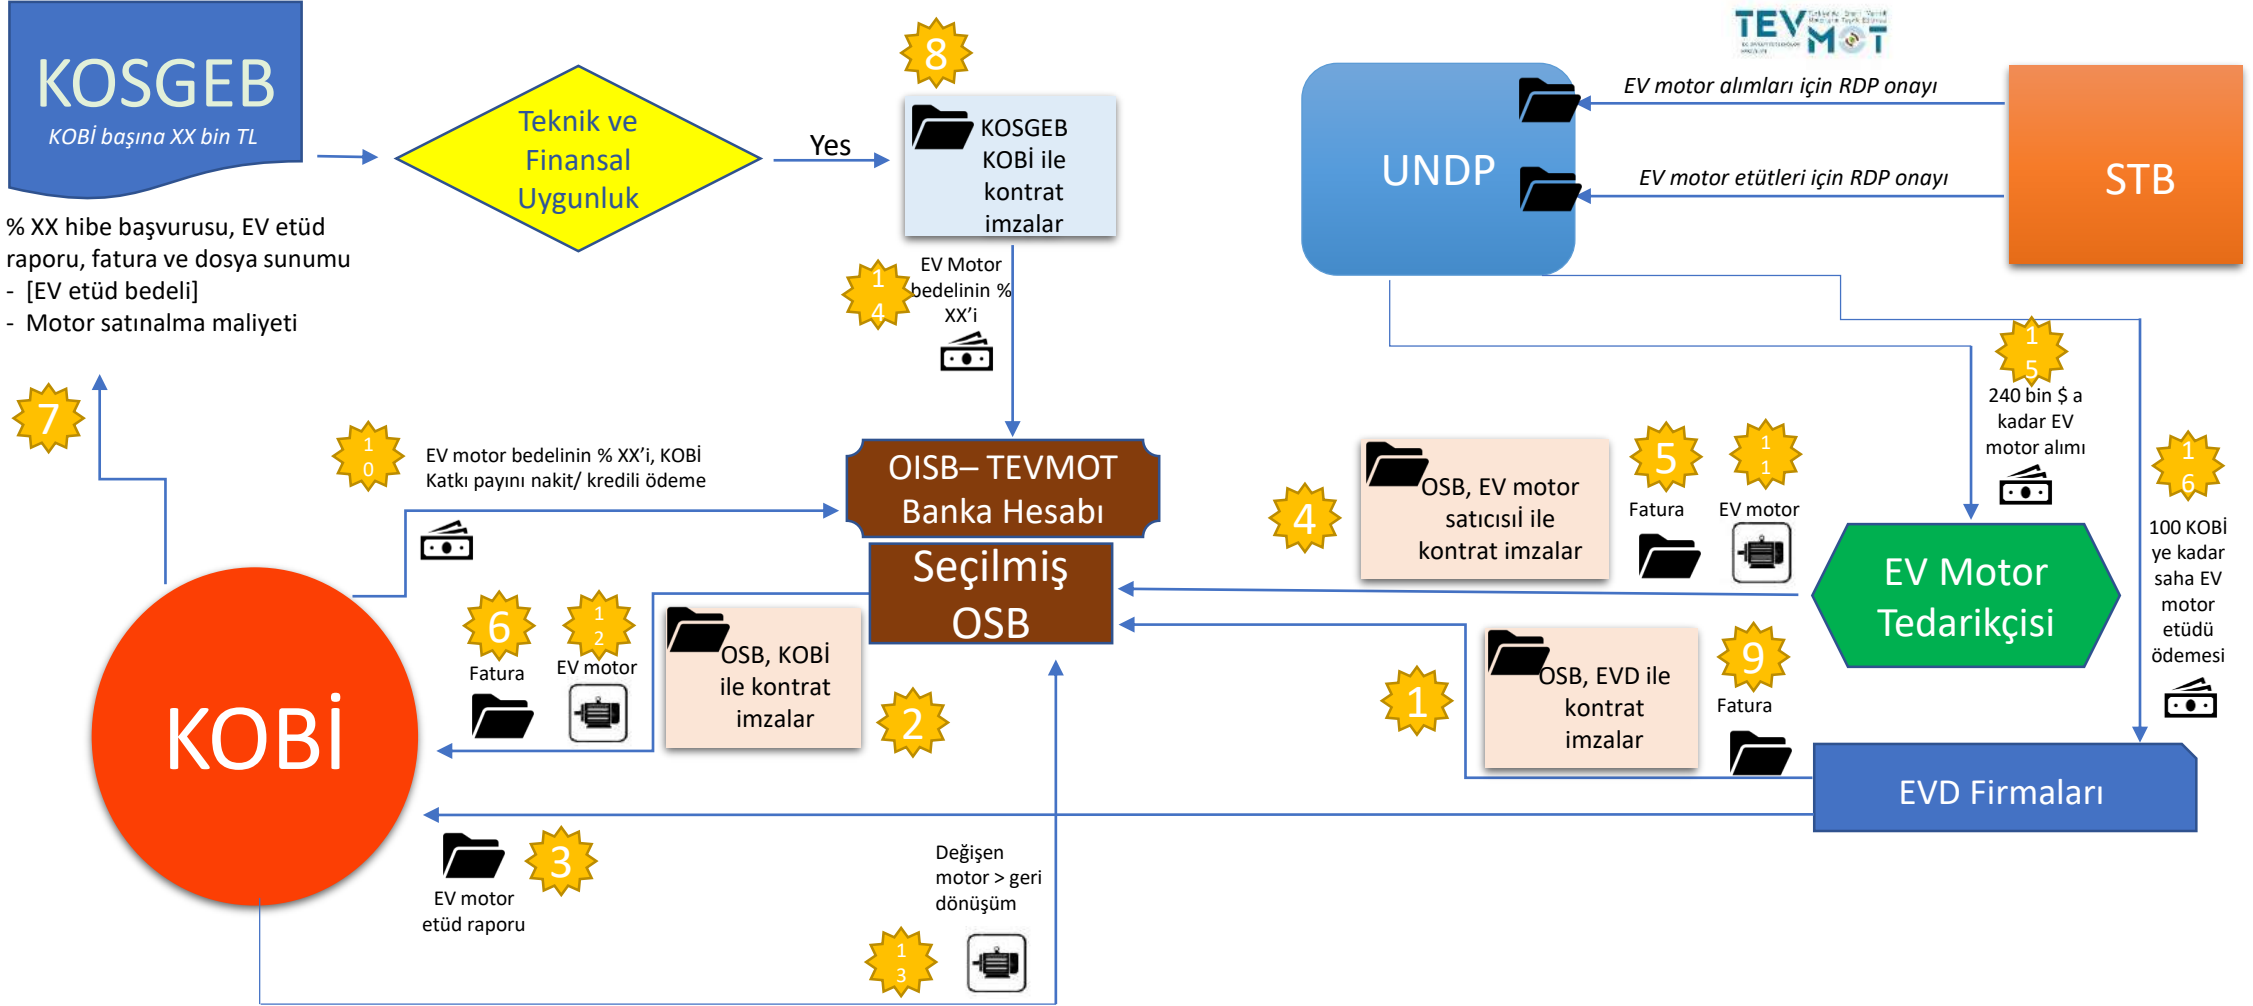 KOSGEB
KOBİ başına XX bin TL
% XX hibe başvurusu, EV etüd
raporu, fatura ve dosya sunumu
- [EV etüd bedeli]
- Motor satınalma maliyeti
7
Teknik ve
Finansal
Uygunluk
Yes
8
KOSGEB
KOBİ ile
kontrat
imzalar
1
4
EV Motor
bedelinin %
XX’i
TEVMOT
UNDP
EV motor alımları için RDP onayı
EV motor etütleri için RDP onayı
STB
1
5
240 bin $ a
kadar EV
motor alımı
1
6
100 KOBİ
ye kadar
saha EV
motor
etüdü
ödemesi
1
0
EV motor bedelinin % XX’i, KOBİ
Katkı payını nakit/ kredili ödeme
OISB– TEVMOT
Banka Hesabı
Seçilmiş
OSB
4
OSB, EV motor
satıcısıİ ile
kontrat imzalar
5
Fatura
1
1
EV motor
EV Motor
Tedarikçisi
KOBİ
6
Fatura
1
2
EV motor
OSB, KOBİ
ile kontrat
imzalar
2
1
OSB, EVD ile
kontrat
imzalar
9
Fatura
EVD Firmaları
EV motor
etüd raporu
3
Değişen
motor > geri
dönüşüm
1
3